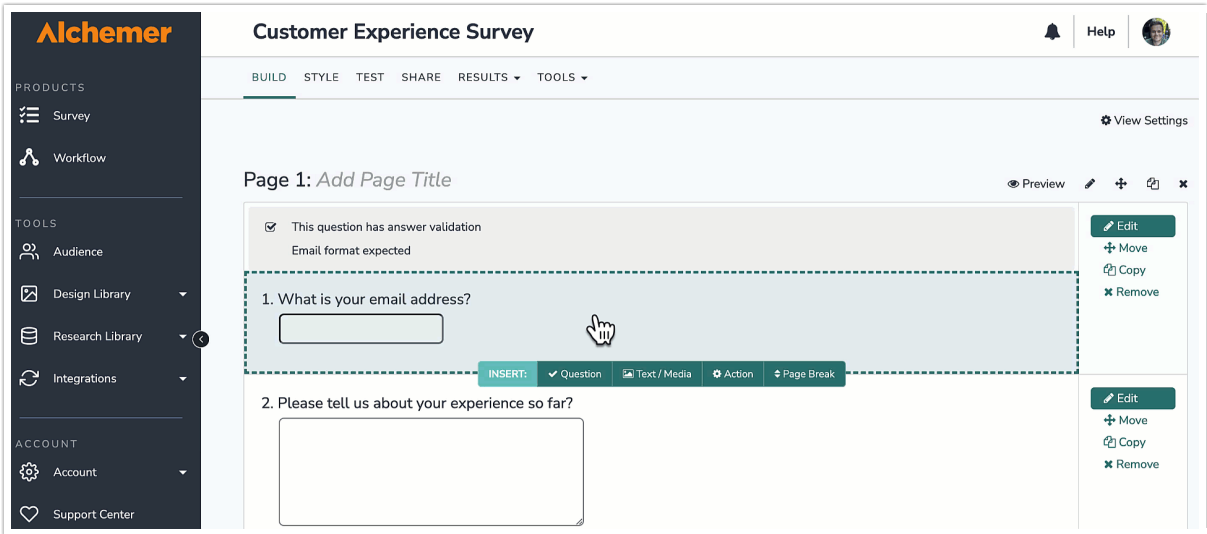 Alchemer
Customer Experience Survey
Help
PRODUCTS
Survey
Workflow
TOOLS
Audience
Design Library
Research Library
Integrations
ACCOUNT
Account
Support Center
BUILD STYLE TEST SHARE RESULTS TOOLS
View Settings
Page 1: Add Page Title
Preview
This question has answer validation
Email format expected
Edit
Move
Copy
Remove
1. What is your email address?
INSERT: Question Text / Media Action Page Break
2. Please tell us about your experience so far?
Edit
Move
Copy
Remove